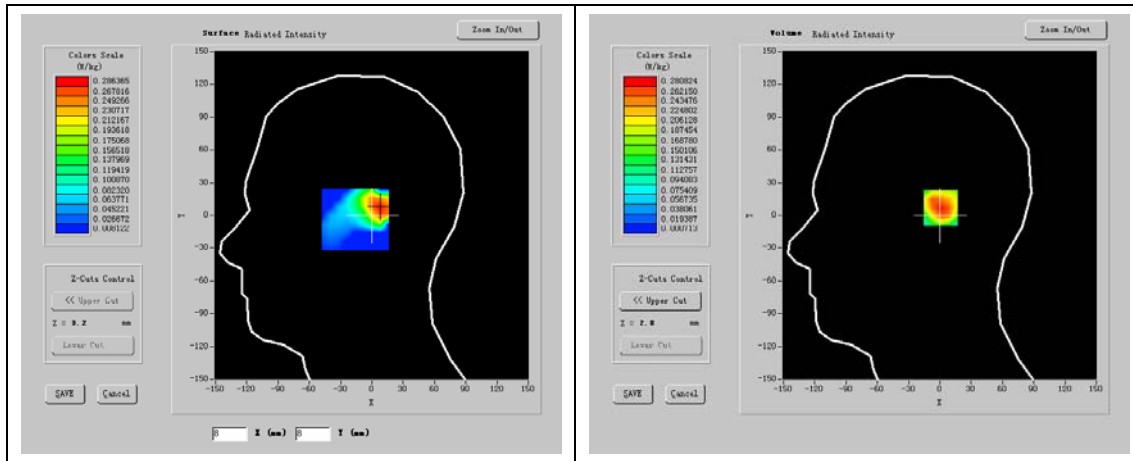 Surface Radiated Intensity
Zoom In/Out
Colors Scale
(W/kg)
0.286365
0.267816
0.249266
0.230717
0.212167
0.193618
0.175068
0.156518
0.137969
0.119419
0.100870
0.082320
0.063771
0.045221
0.026672
0.008122
150
120
90
60
30
0
-30
-60
-90
-120
-150
Y
-150 -120 -90 -60 -30 0 30 60 90 120 150
X
Z-Cuts Control
<< Upper Cut
Z = mm
Lower Cut
SAVE Cancel
8 X (mm) 8 Y (mm)
Volume Radiated Intensity
Zoom In/Out
Colors Scale
(W/kg)
0.280824
0.262150
0.243476
0.224802
0.206128
0.187454
0.168780
0.150106
0.131431
0.112757
0.094083
0.075409
0.056735
0.038061
0.019387
0.000713
150
120
90
60
30
0
-30
-60
-90
-120
-150
Y
-150 -120 -90 -60 -30 0 30 60 90 120 150
X
Z-Cuts Control
<< Upper Cut
Z = mm
Lower Cut
SAVE Cancel